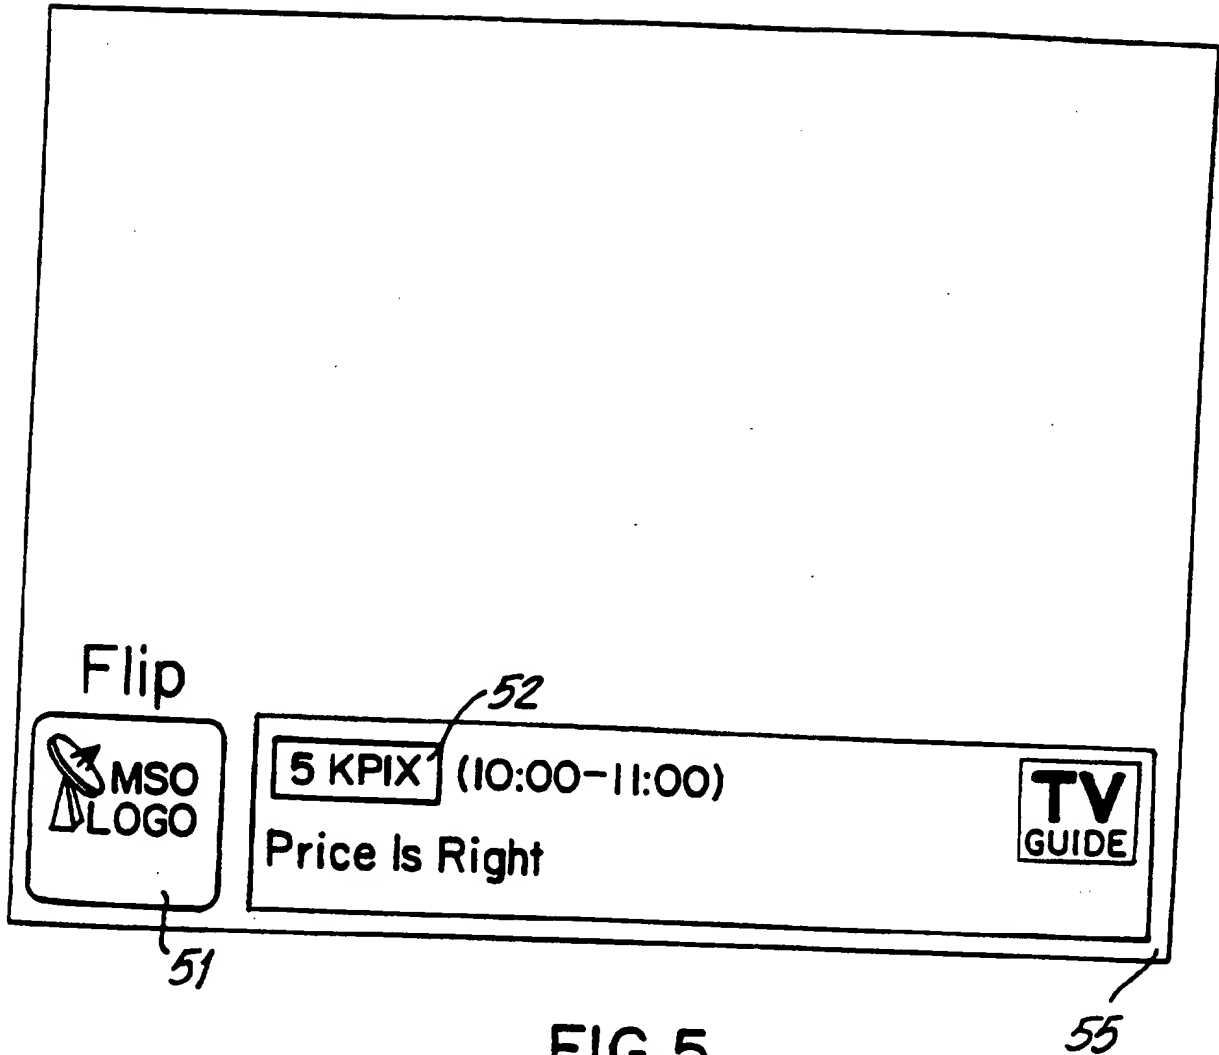 Flip
52
MSO
LOGO
5 KPIX (10:00-11:00)
Price Is Right
TV
GUIDE
51
55
FIG.5